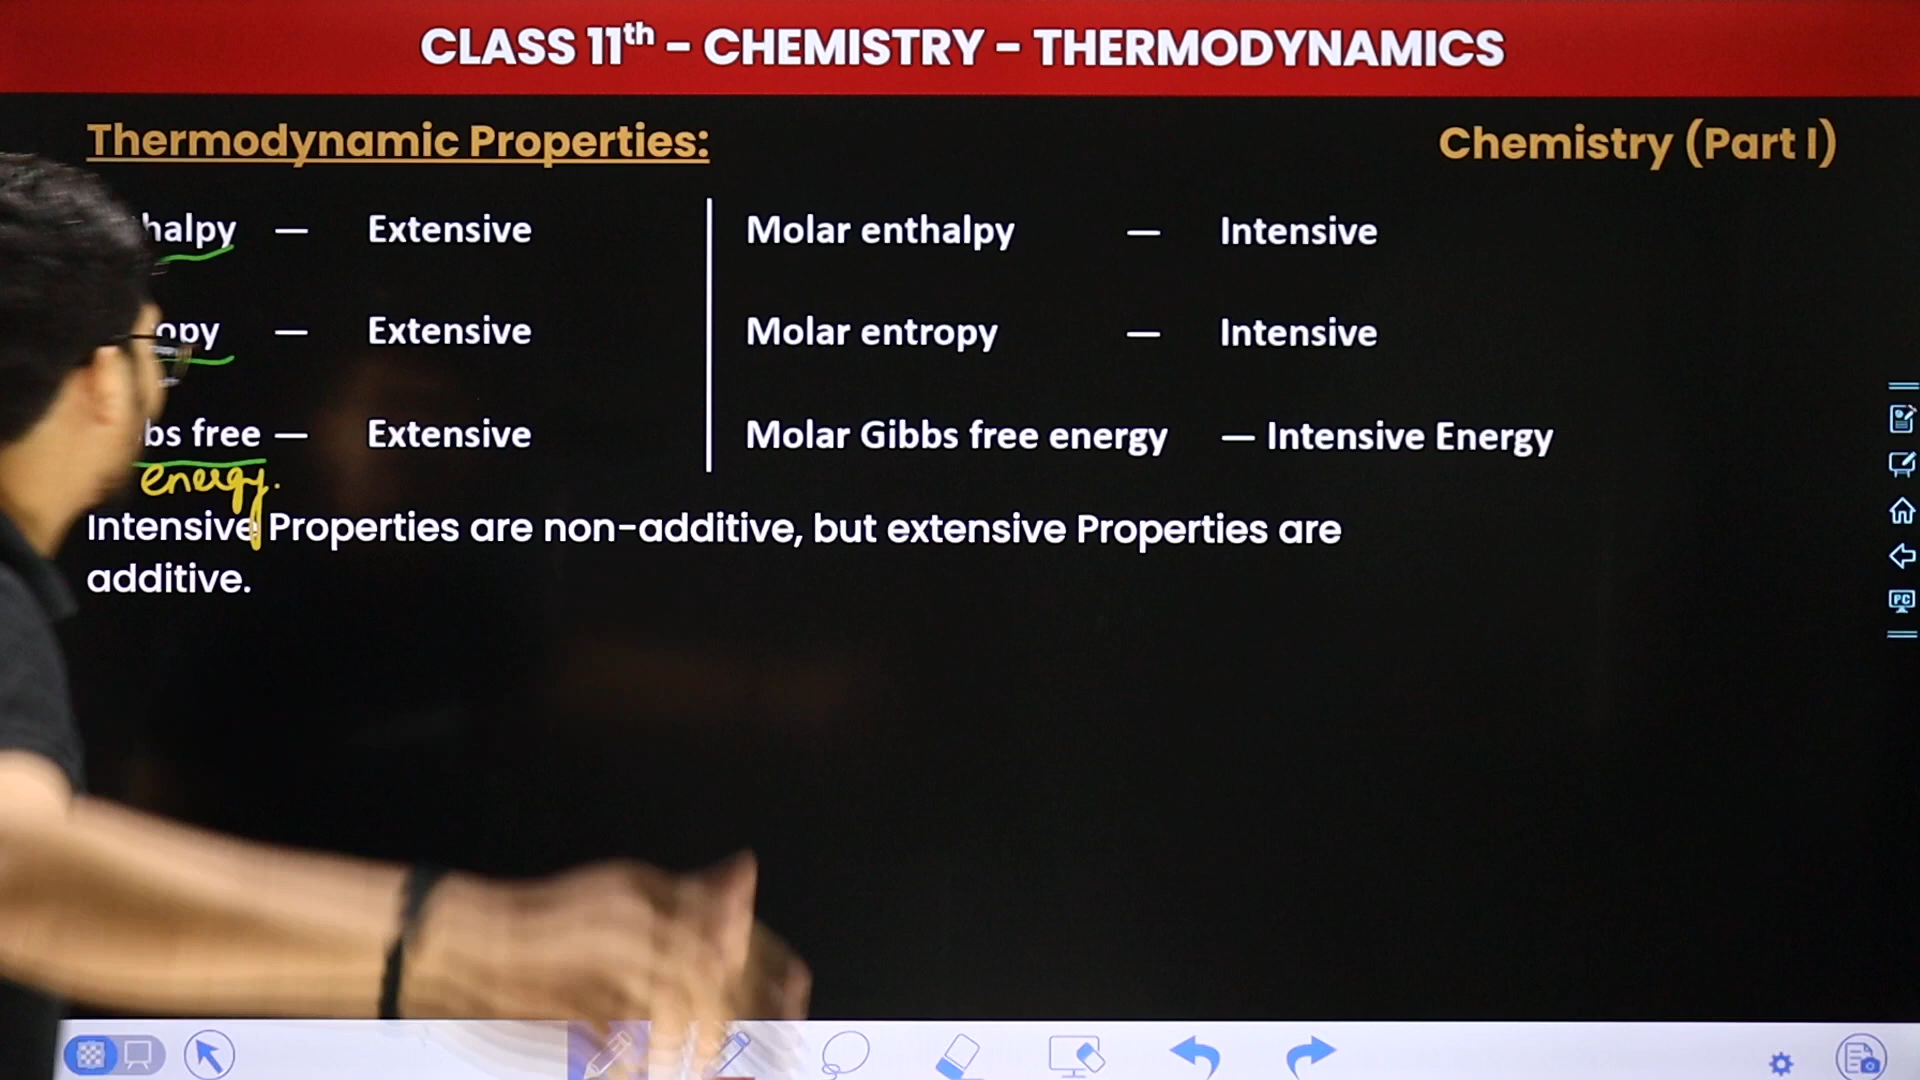 CLASS 11th - CHEMISTRY - THERMODYNAMICS
Thermodynamic Properties:
Chemistry (Part I)
halpy — Extensive
Molar enthalpy — Intensive
opy — Extensive
Molar entropy — Intensive
bs free — Extensive
Molar Gibbs free energy — Intensive Energy
energy.
Intensive Properties are non-additive, but extensive Properties are
additive.
PC